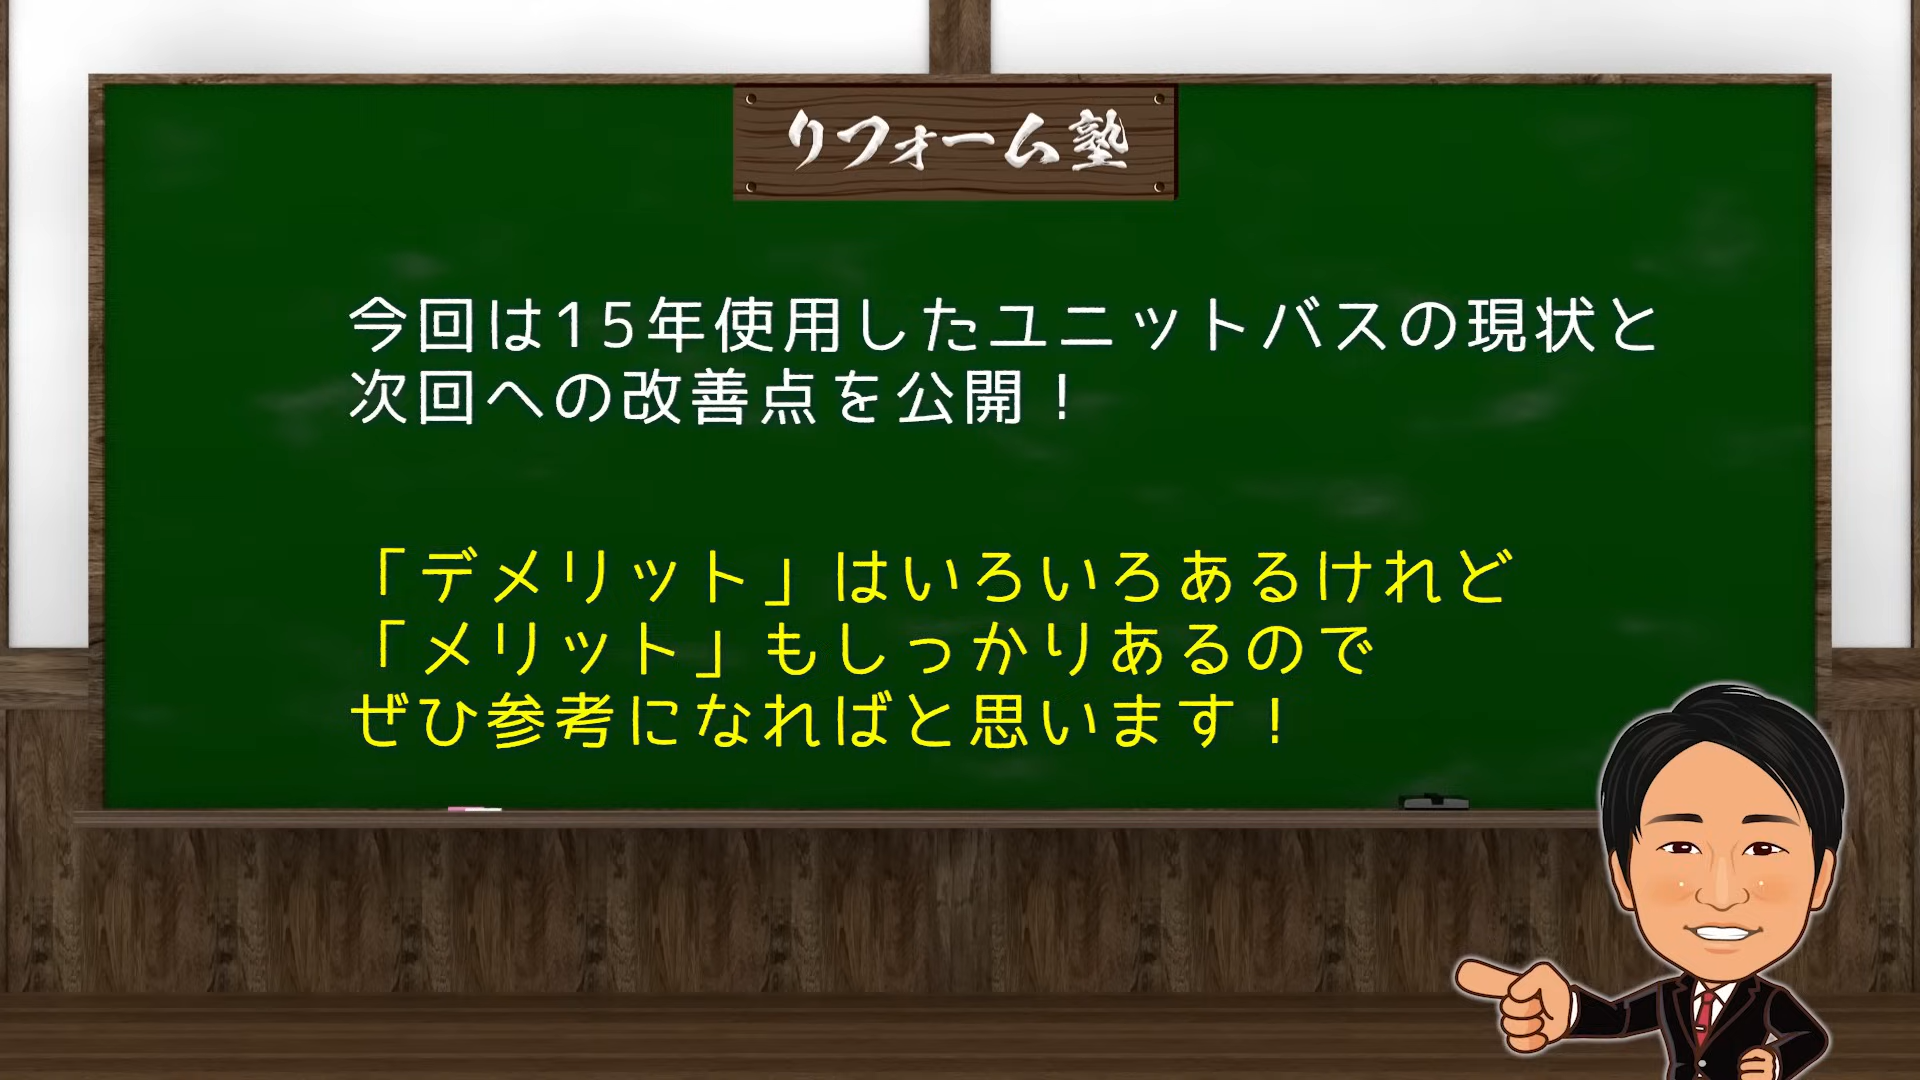 リフォーム塾
今回は15年使用したユニットバスの現状と
次回への改善点を公開！
「デメリット」はいろいろあるけれど
「メリット」もしっかりあるので
ぜひ参考になればと思います！